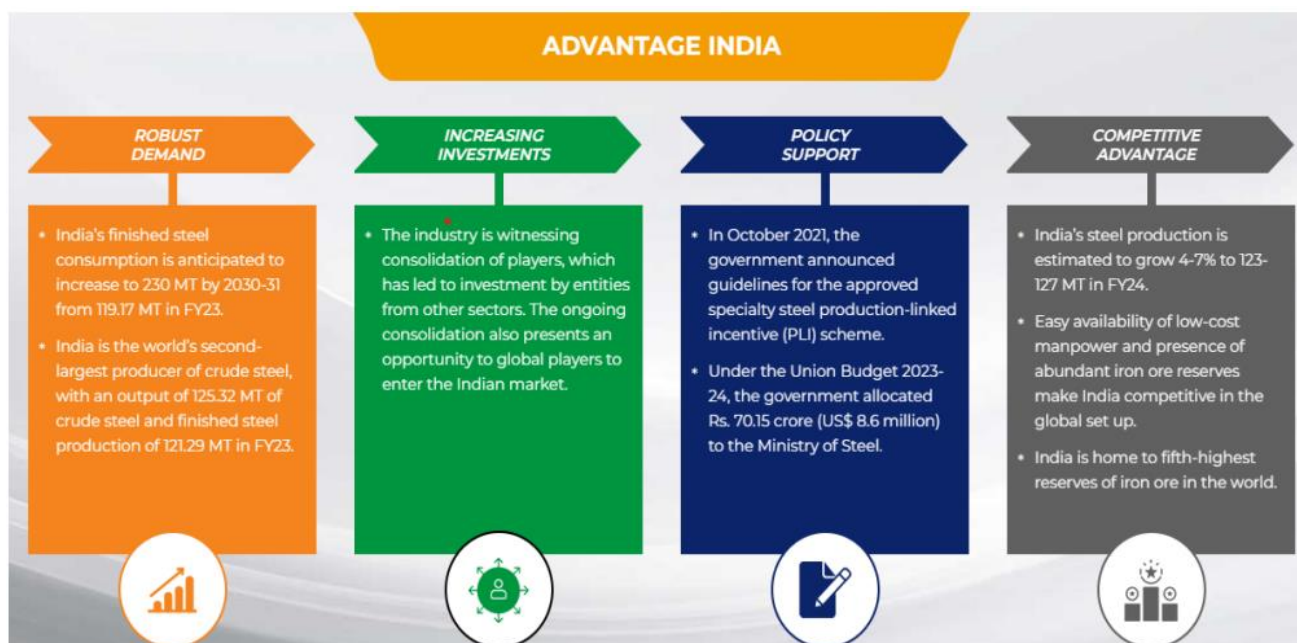 ADVANTAGE INDIA
ROBUST
DEMAND
• India's finished steel
consumption is anticipated to
increase to 230 MT by 2030-31
from 119.17 MT in FY23.
• India is the world's second-
largest producer of crude steel,
with an output of 125.32 MT of
crude steel and finished steel
production of 121.29 MT in FY23.
INCREASING
INVESTMENTS
• The industry is witnessing
consolidation of players, which
has led to investment by entities
from other sectors. The ongoing
consolidation also presents an
opportunity to global players to
enter the Indian market.
POLICY
SUPPORT
• In October 2021, the
government announced
guidelines for the approved
specialty steel production-linked
incentive (PLI) scheme.
• Under the Union Budget 2023-
24, the government allocated
Rs. 70.15 crore (US$ 8.6 million)
to the Ministry of Steel.
COMPETITIVE
ADVANTAGE
• India's steel production is
estimated to grow 4-7% to 123-
127 MT in FY24.
• Easy availability of low-cost
manpower and presence of
abundant iron ore reserves
make India competitive in the
global set up.
• India is home to fifth-highest
reserves of iron ore in the world.